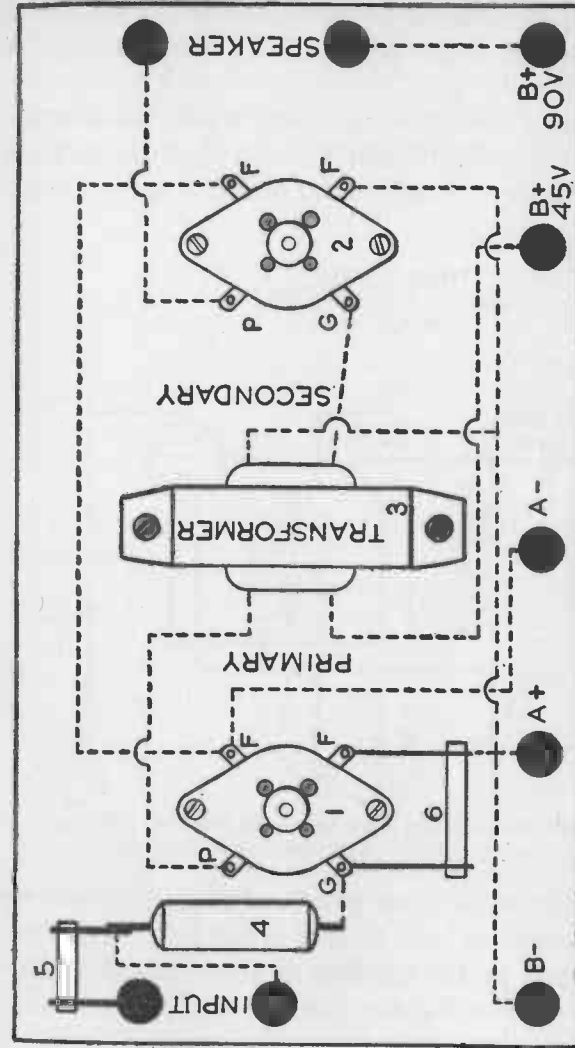 SPEAKER
B+
90V
B+
45V
F
F
2
P
G
SECONDARY
TRANSFORMER
3
A-
PRIMARY
F
F
1
P
G
A+
6
4
5
INPUT
B-